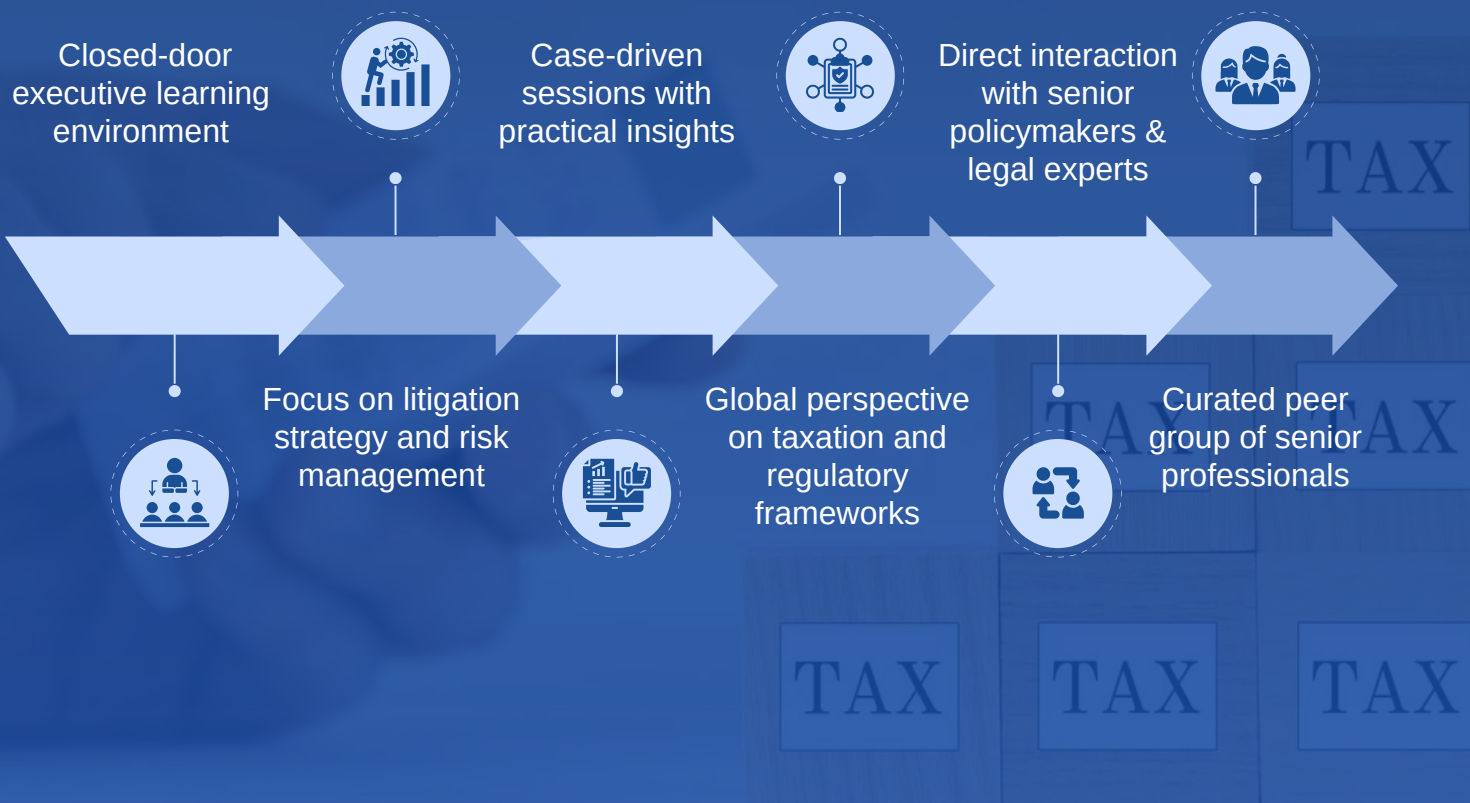 Closed-door
executive learning
environment
Case-driven
sessions with
practical insights
Direct interaction
with senior
policymakers &
legal experts
TAX
Focus on litigation
strategy and risk
management
Global perspective
on taxation and
regulatory
frameworks
Curated peer
group of senior
professionals
TAX
TAX
TAX
TAX
TAX